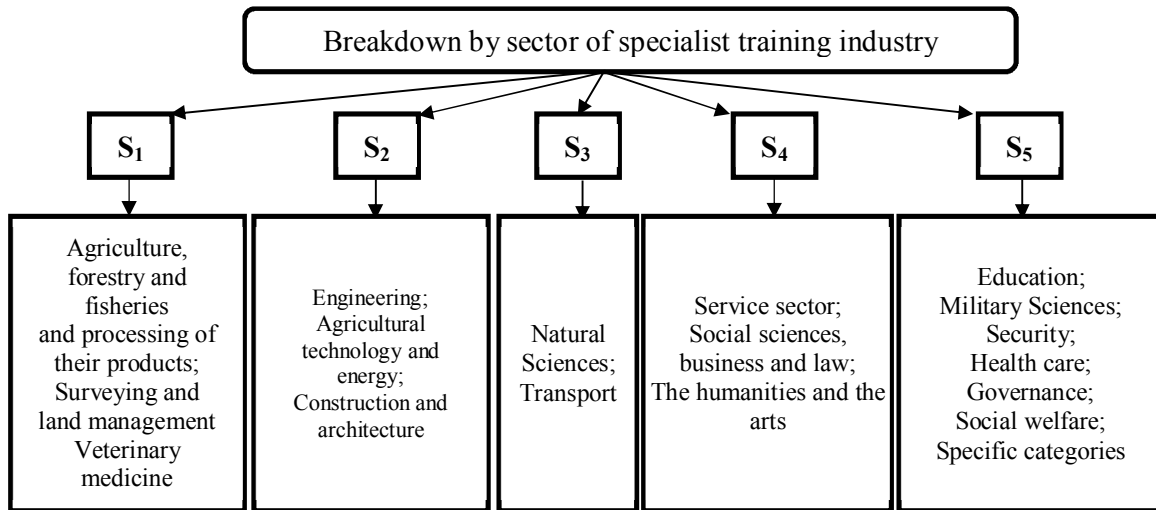 Breakdown by sector of specialist training industry
S₁
S₂
S₃
S₄
S₅
Agriculture,
forestry and
fisheries
and processing of
their products;
Surveying and
land management
Veterinary
medicine
Engineering;
Agricultural
technology and
energy;
Construction and
architecture
Natural
Sciences;
Transport
Service sector;
Social sciences,
business and law;
The humanities and the
arts
Education;
Military Sciences;
Security;
Health care;
Governance;
Social welfare;
Specific categories